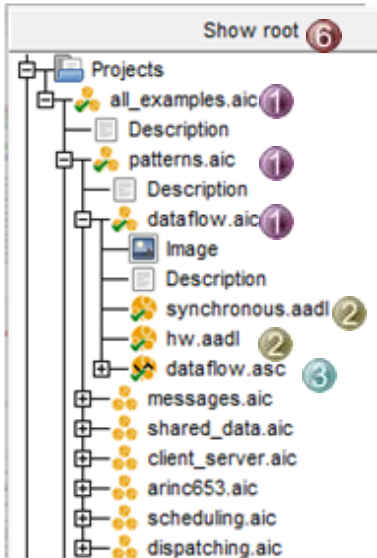 Show root 6
Projects
all_examples.aic 1
Description
patterns.aic 1
Description
dataflow.aic 1
Image
Description
synchronous.aadl 2
hw.aadl 2
dataflow.asc 3
messages.aic
shared_data.aic
client_server.aic
arinc653.aic
scheduling.aic
dispatching.aic